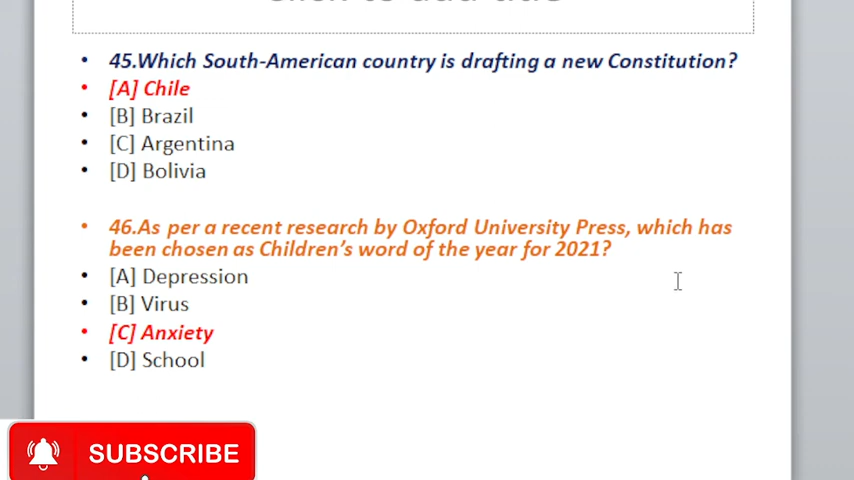 45.Which South-American country is drafting a new Constitution?
[A] Chile
[B] Brazil
[C] Argentina
[D] Bolivia
46.As per a recent research by Oxford University Press, which has
been chosen as Children's word of the year for 2021?
[A] Depression
[B] Virus
[C] Anxiety
[D] School
SUBSCRIBE